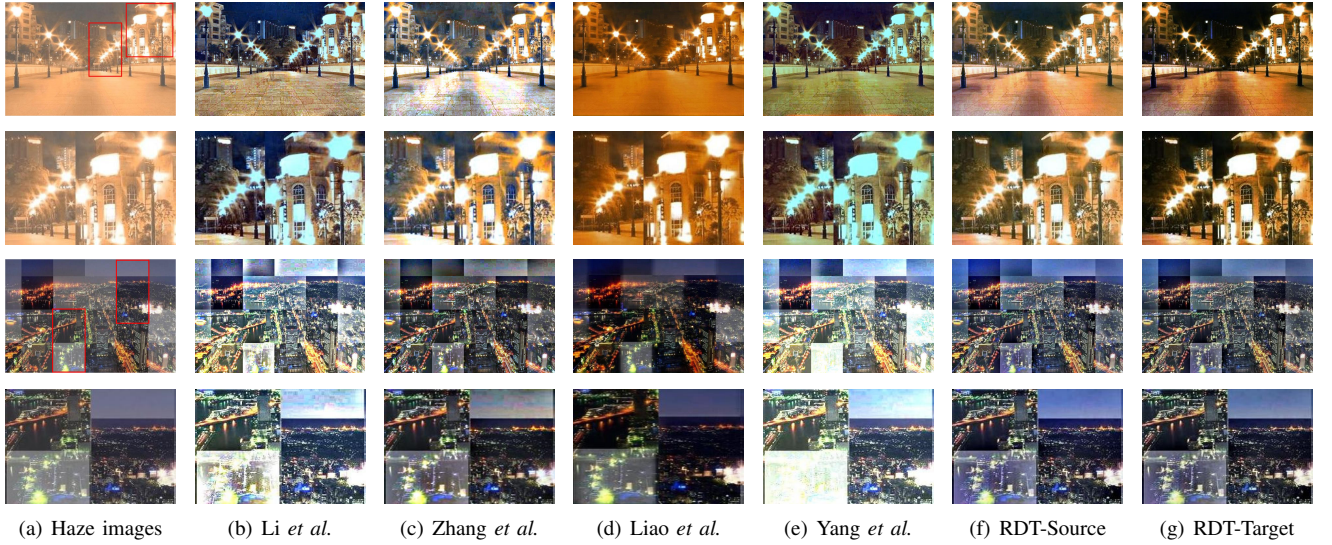 (a) Haze images (b) Li et al. (c) Zhang et al. (d) Liao et al. (e) Yang et al. (f) RDT-Source (g) RDT-Target